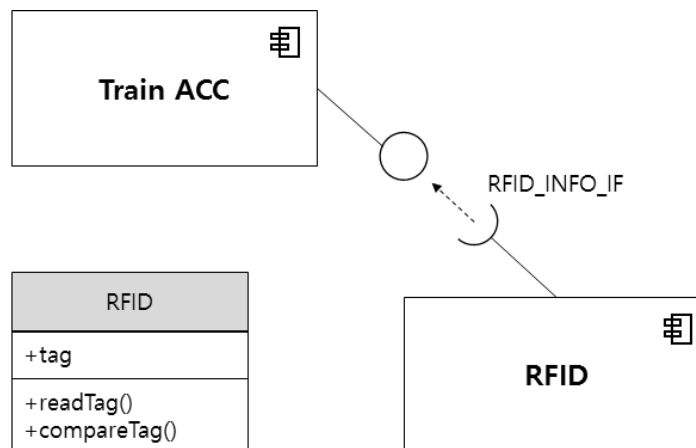 Train ACC
RFID_INFO_IF
RFID
+tag
+readTag()
+compareTag()
RFID